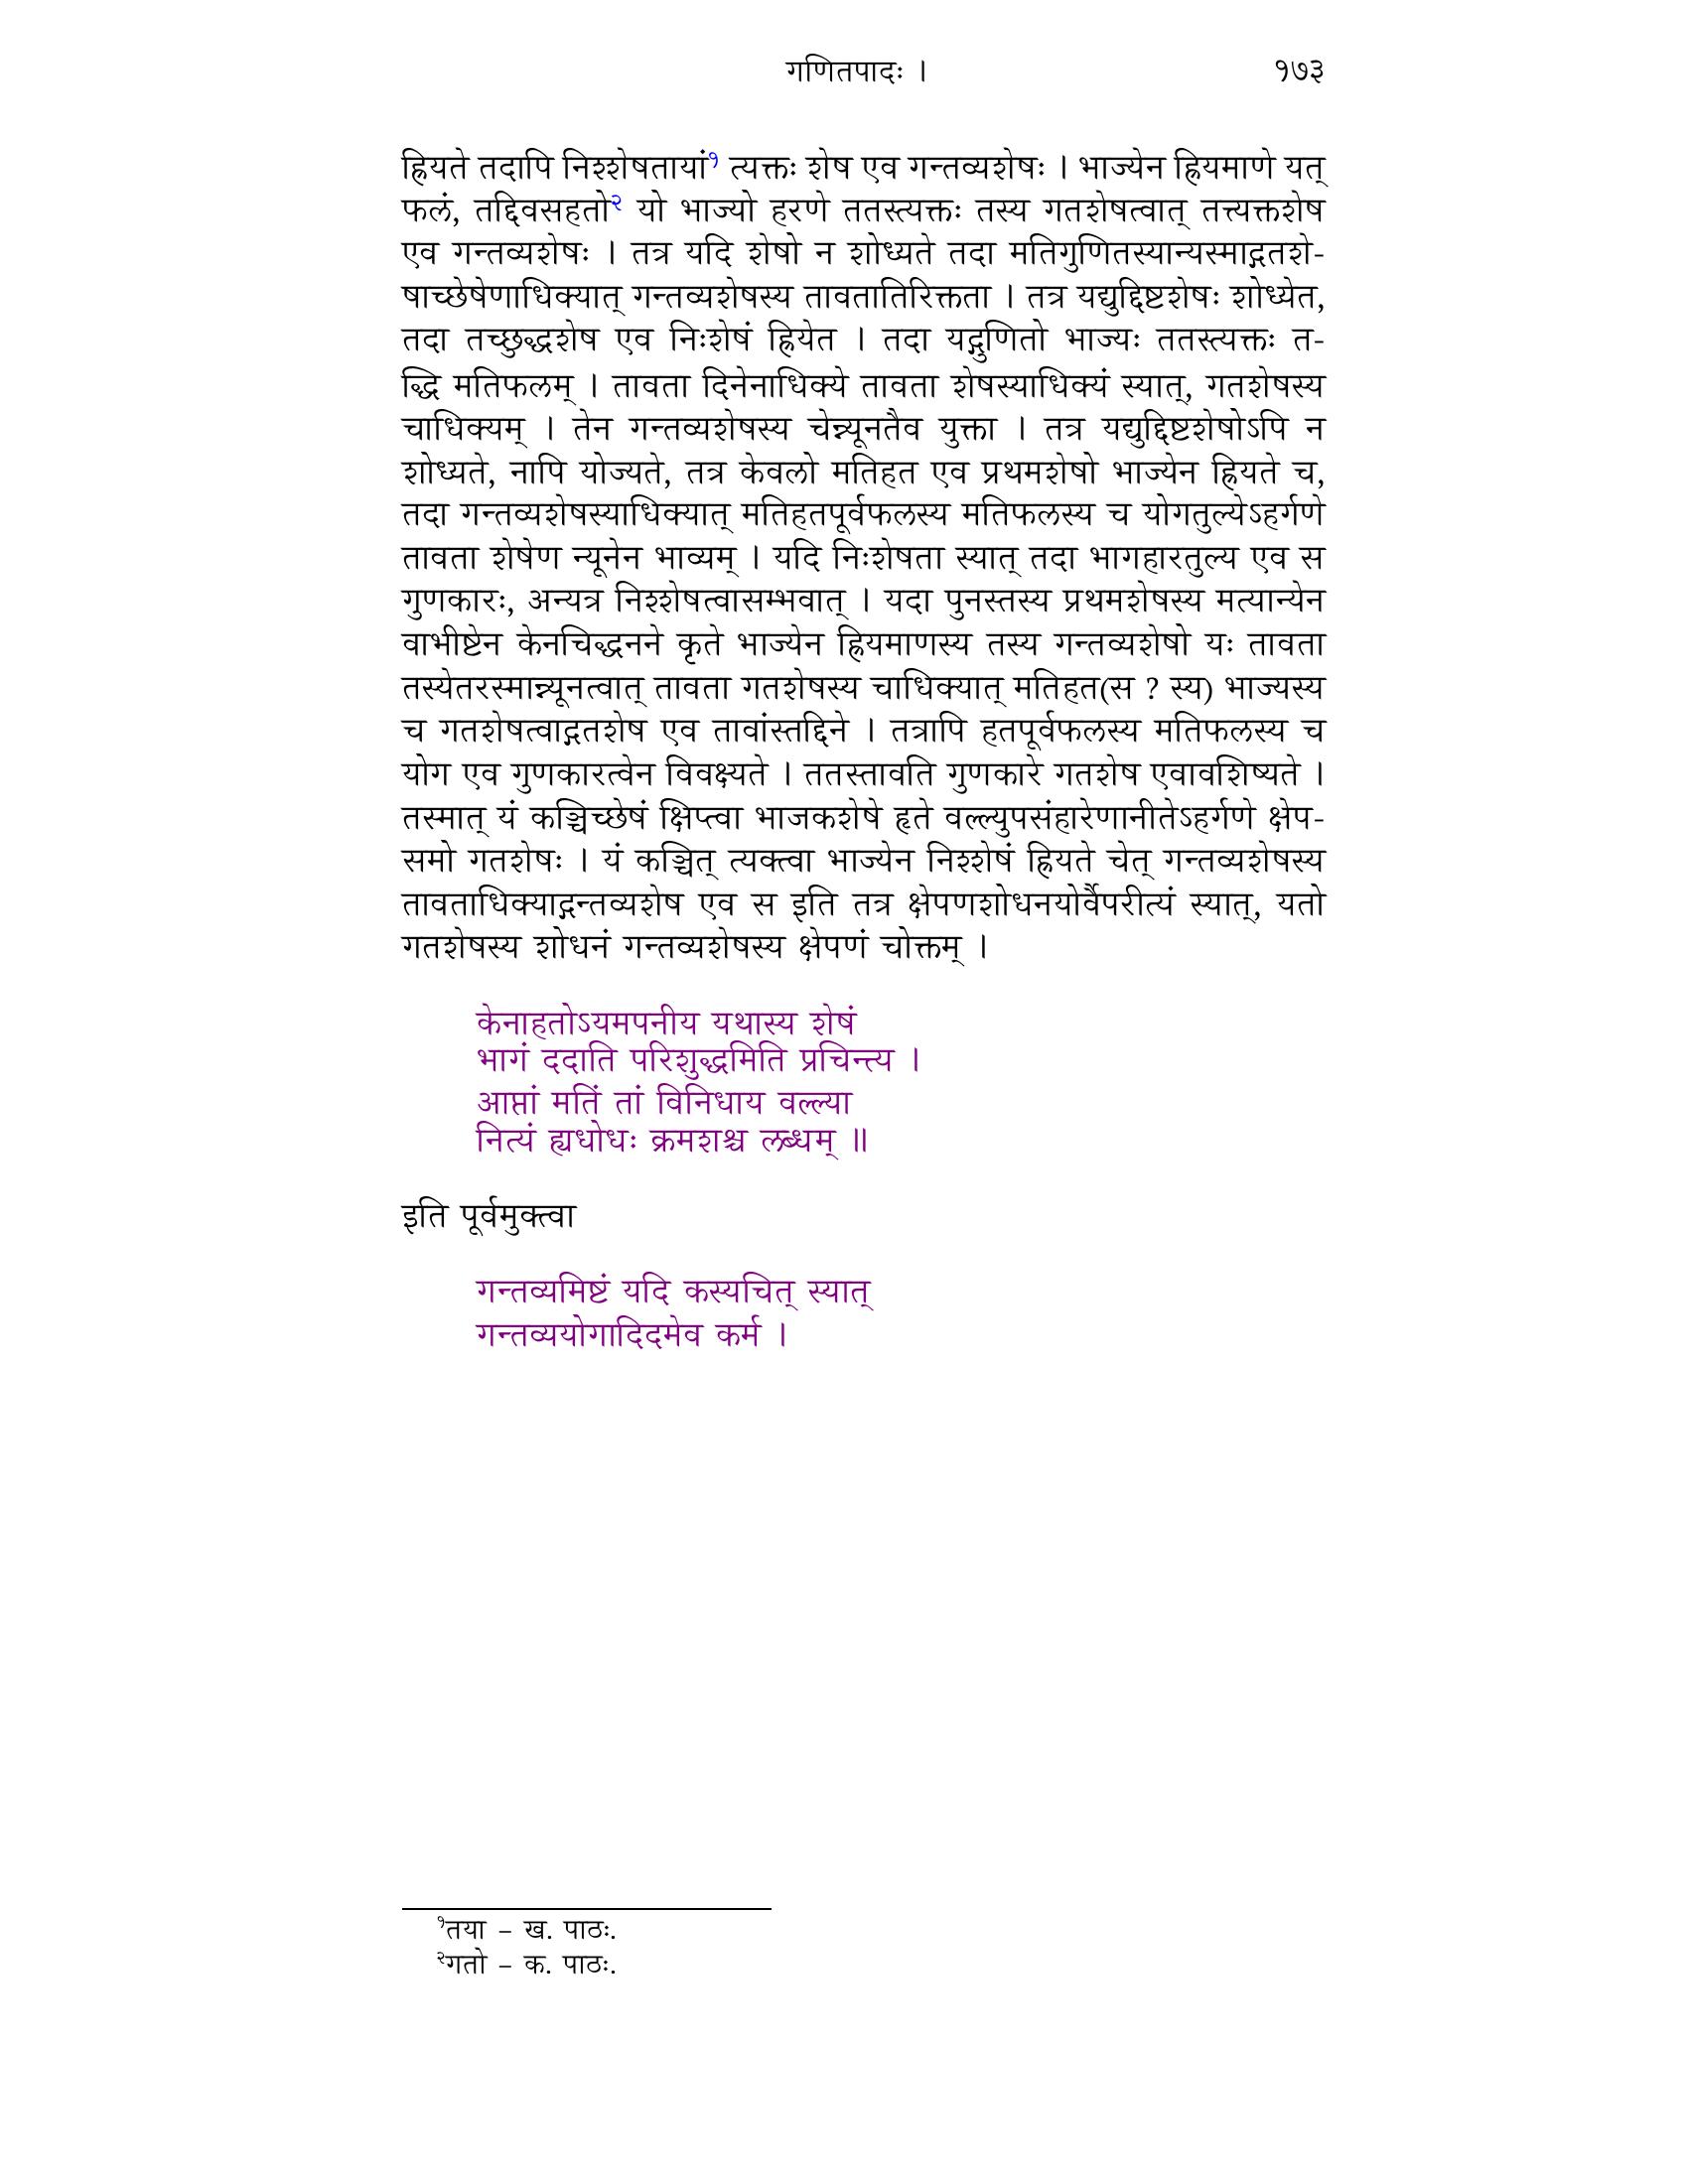 गणितपादः । १७३
ह्रियते तदापि निश्शेषतायां१ त्यक्तः शेष एव गन्तव्यशेषः । भाज्येन ह्रियमाणे यत्
फलं, तद्दिवसहतो२ यो भाज्यो हरणे ततस्त्यक्तः तस्य गतशेषत्वात् तत्त्यक्तशेष
एव गन्तव्यशेषः । तत्र यदि शेषो न शोध्यते तदा मतिगुणितस्यान्यस्माद्गतशे-
षाच्छेषेणाधिक्यात् गन्तव्यशेषस्य तावतातिरिक्तता । तत्र यद्युद्दिष्टशेषः शोध्येत,
तदा तच्छुद्धशेष एव निःशेषं ह्रियेत । तदा यद्गुणितो भाज्यः ततस्त्यक्तः त-
द्धि मतिफलम् । तावता दिनेनाधिक्ये तावता शेषस्याधिक्यं स्यात्, गतशेषस्य
चाधिक्यम् । तेन गन्तव्यशेषस्य चेन्न्यूनतैव युक्ता । तत्र यद्युद्दिष्टशेषोऽपि न
शोध्यते, नापि योज्यते, तत्र केवलो मतिहत एव प्रथमशेषो भाज्येन ह्रियते च,
तदा गन्तव्यशेषस्याधिक्यात् मतिहतपूर्वफलस्य मतिफलस्य च योगतुल्येऽहर्गणे
तावता शेषेण न्यूनेन भाव्यम् । यदि निःशेषता स्यात् तदा भागहारतुल्य एव स
गुणकारः, अन्यत्र निश्शेषत्वासम्भवात् । यदा पुनस्तस्य प्रथमशेषस्य मत्यान्येन
वाभीष्टेन केनचिद्धनने कृते भाज्येन ह्रियमाणस्य तस्य गन्तव्यशेषो यः तावता
तस्येतरस्मान्न्यूनत्वात् तावता गतशेषस्य चाधिक्यात् मतिहत(स ? स्य) भाज्यस्य
च गतशेषत्वाद्गतशेष एव तावांस्तद्दिने । तत्रापि हतपूर्वफलस्य मतिफलस्य च
योग एव गुणकारत्वेन विवक्ष्यते । ततस्तावति गुणकारे गतशेष एवावशिष्यते ।
तस्मात् यं कञ्चिच्छेषं क्षिप्त्वा भाजकशेषे हृते वल्ल्युपसंहारेणानीतेऽहर्गणे क्षेप-
समो गतशेषः । यं कञ्चित् त्यक्त्वा भाज्येन निश्शेषं ह्रियते चेत् गन्तव्यशेषस्य
तावताधिक्याद्गन्तव्यशेष एव स इति तत्र क्षेपणशोधनयोर्वैपरीत्यं स्यात्, यतो
गतशेषस्य शोधनं गन्तव्यशेषस्य क्षेपणं चोक्तम् ।
केनाहतोऽयमपनीय यथास्य शेषं
भागं ददाति परिशुद्धमिति प्रचिन्त्य ।
आप्तां मतिं तां विनिधाय वल्ल्या
नित्यं ह्यधोधः क्रमशश्च लब्धम् ॥
इति पूर्वमुक्त्वा
गन्तव्यमिष्टं यदि कस्यचित् स्यात्
गन्तव्ययोगादिदमेव कर्म ।
१तया – ख. पाठः.
२गतो – क. पाठः.